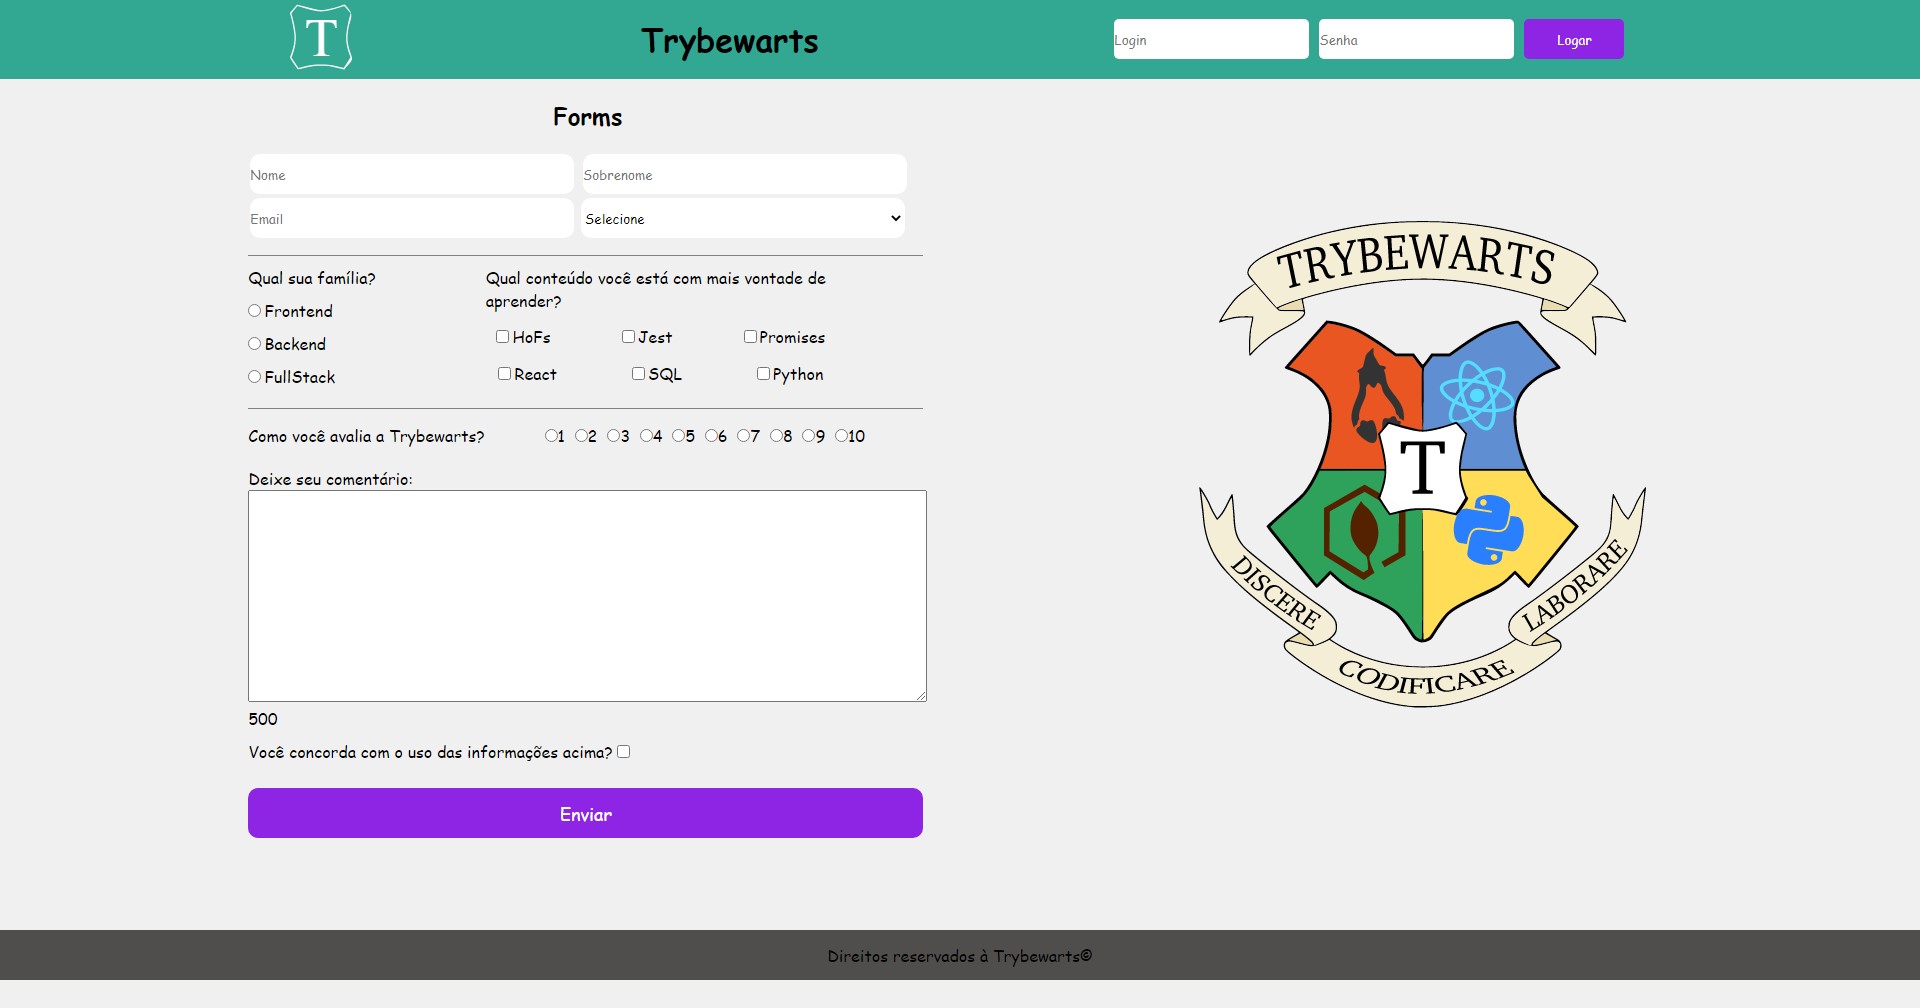 T
Trybewarts
Login
Senha
Logar
Forms
Nome
Sobrenome
Email
Selecione
Qual sua família?
Frontend
Backend
FullStack
Qual conteúdo você está com mais vontade de
aprender?
HoFs
Jest
Promises
React
SQL
Python
Como você avalia a Trybewarts?
1 2 3 4 5 6 7 8 9 10
Deixe seu comentário:
500
Você concorda com o uso das informações acima?
Enviar
TRYBEWARTS
T
DISCERE
CODIFICARE
LABORARE
Direitos reservados à Trybewarts©